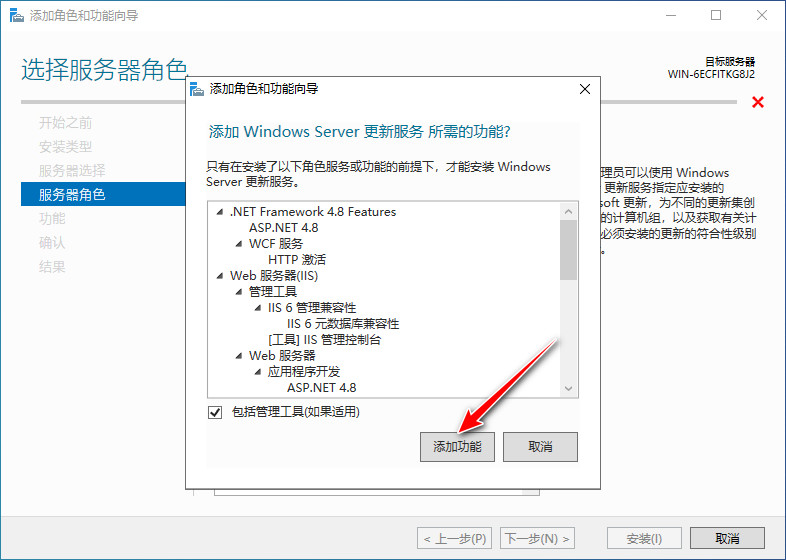 添加角色和功能向导
选择服务器角色
目标服务器
WIN-6ECFITKG8J2
开始之前
安装类型
服务器选择
服务器角色
功能
确认
结果
添加角色和功能向导
添加 Windows Server 更新服务 所需的功能?
只有在安装了以下角色服务或功能的前提下，才能安装 Windows
Server 更新服务。
.NET Framework 4.8 Features
ASP.NET 4.8
WCF 服务
HTTP 激活
Web 服务器(IIS)
管理工具
IIS 6 管理兼容性
IIS 6 元数据库兼容性
[工具] IIS 管理控制台
Web 服务器
应用程序开发
ASP.NET 4.8
包括管理工具(如果适用)
添加功能
取消
理员可以使用 Windows
更新服务指定应安装的
soft 更新，为不同的更新集创
的计算机组，以及获取有关计
必须安装的更新的符合性级别
。
< 上一步(P)
下一步(N) >
安装(I)
取消